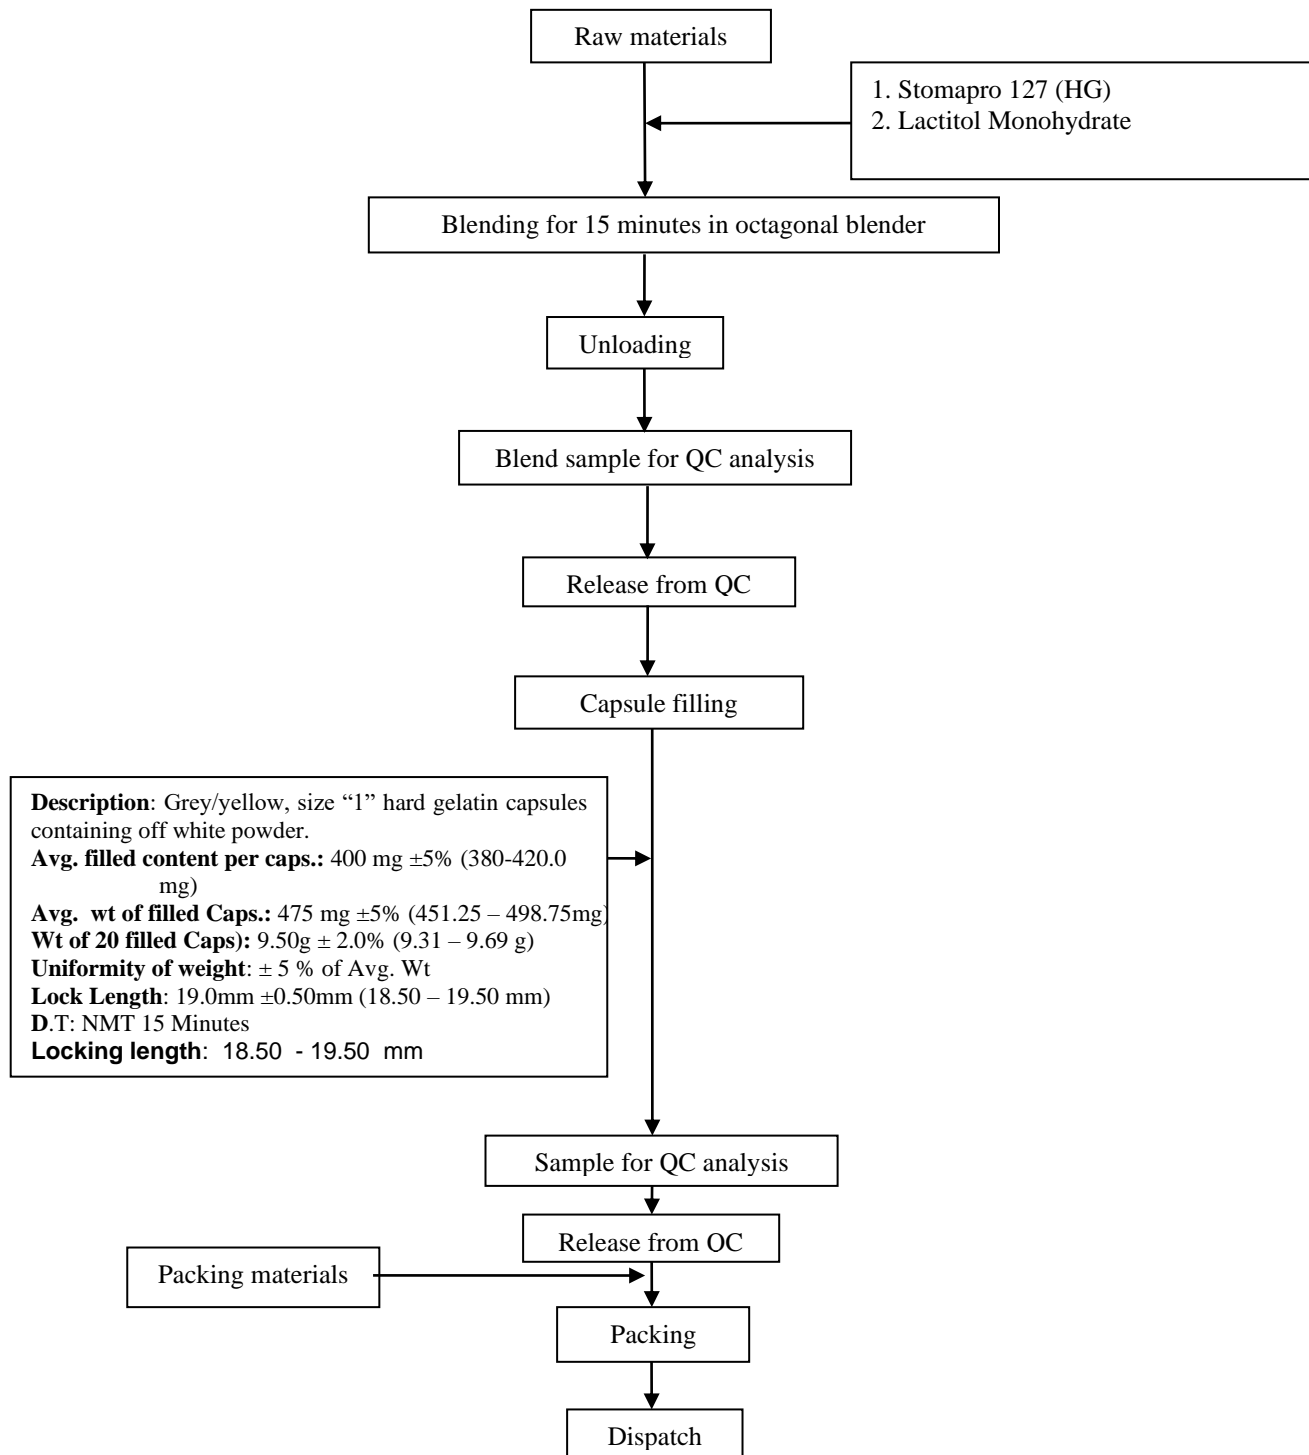 Raw materials
1. Stomapro 127 (HG)
2. Lactitol Monohydrate
Blending for 15 minutes in octagonal blender
Unloading
Blend sample for QC analysis
Release from QC
Capsule filling
Description: Grey/yellow, size “1” hard gelatin capsules
containing off white powder.
Avg. filled content per caps.: 400 mg ±5% (380-420.0
mg)
Avg. wt of filled Caps.: 475 mg ±5% (451.25 – 498.75mg)
Wt of 20 filled Caps): 9.50g ± 2.0% (9.31 – 9.69 g)
Uniformity of weight: ± 5 % of Avg. Wt
Lock Length: 19.0mm ±0.50mm (18.50 – 19.50 mm)
D.T: NMT 15 Minutes
Locking length: 18.50 - 19.50 mm
Sample for QC analysis
Release from QC
Packing materials
Packing
Dispatch